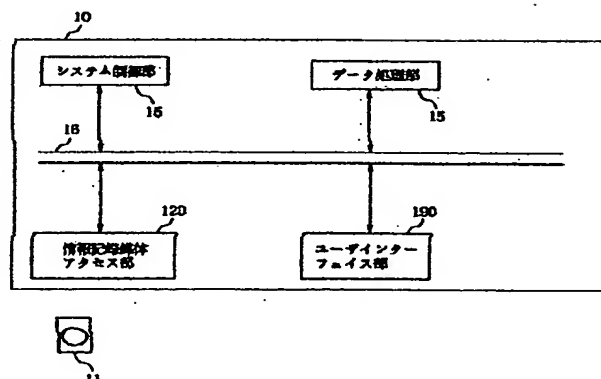 10
システム制御部
データ処理部
16
15
18
120
190
情報記録媒体
アクセス部
ユーザインター
フェイス部
11